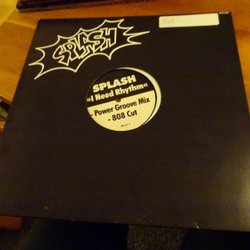 SPLASH
SPLASH
»I Need Rhythm«
- Power Groove Mix
- 808 Cut